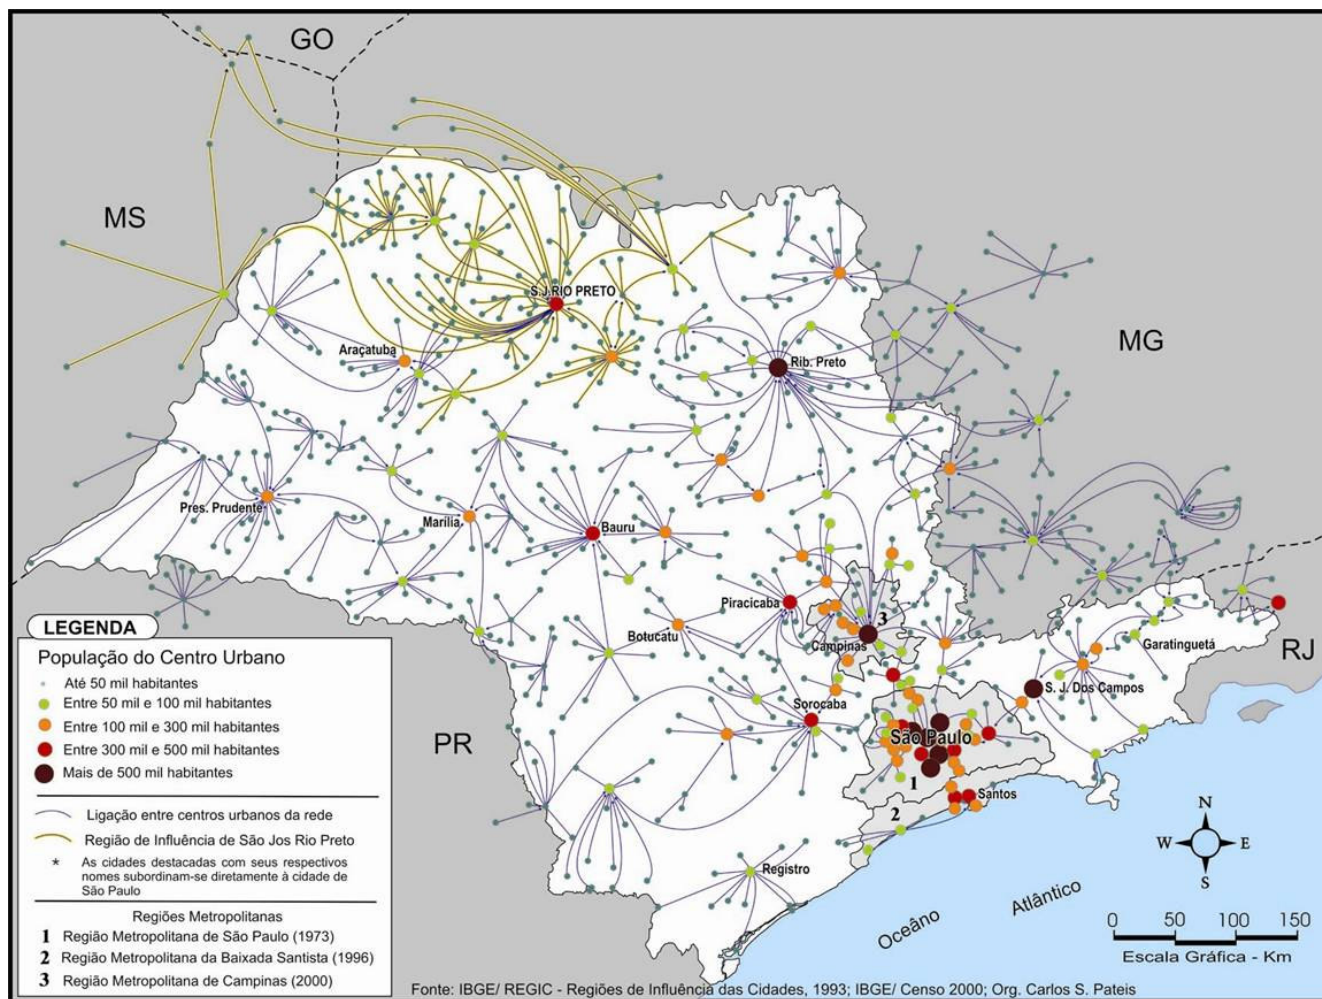 GO
MS
MG
S.J.RIO PRETO
Araçatuba
Rib. Preto
Pres. Prudente
Marília
Bauru
Piracicaba
3
Botucatu
Campinas
Garatinguetá
RJ
S. J. Dos Campos
Sorocaba
São Paulo
PR
1
Santos
2
Registro
Oceâno
Atlântico
N
W
E
S
0 50 100 150
Escala Gráfica - Km
LEGENDA
População do Centro Urbano
Até 50 mil habitantes
Entre 50 mil e 100 mil habitantes
Entre 100 mil e 300 mil habitantes
Entre 300 mil e 500 mil habitantes
Mais de 500 mil habitantes
Ligação entre centros urbanos da rede
Região de Influência de São Jos Rio Preto
* As cidades destacadas com seus respectivos
nomes subordinam-se diretamente à cidade de
São Paulo
Regiões Metropolitanas
1 Região Metropolitana de São Paulo (1973)
2 Região Metropolitana da Baixada Santista (1996)
3 Região Metropolitana de Campinas (2000)
Fonte: IBGE/ REGIC - Regiões de Influência das Cidades, 1993; IBGE/ Censo 2000; Org. Carlos S. Pateis